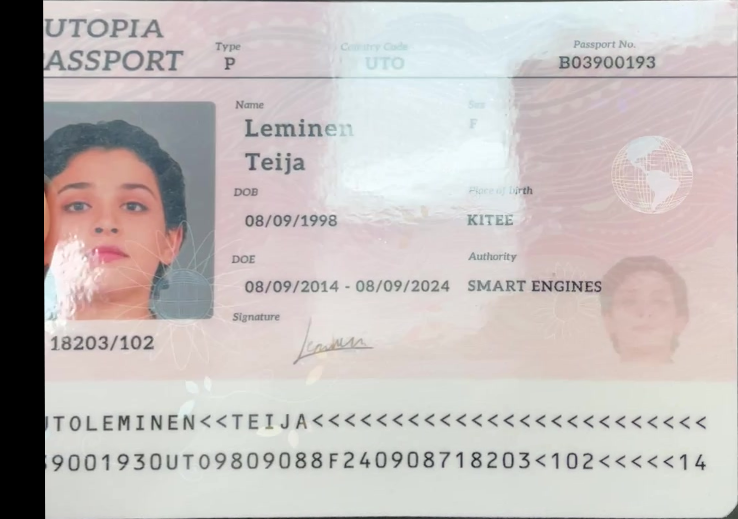 UTOPIA
PASSPORT
Type
P
Country Code
UTO
Passport No.
B03900193
Name
Leminen
Teija
Sex
F
DOB
08/09/1998
Place of birth
KITEE
DOE
08/09/2014 - 08/09/2024
Authority
SMART ENGINES
Signature
Leminen
18203/102
UTOLEMINEN<<TEIJA<<<<<<<<<<<<<<<<<<<<<<<<<<
39001930UTO9809088F240908718203<102<<<<<14